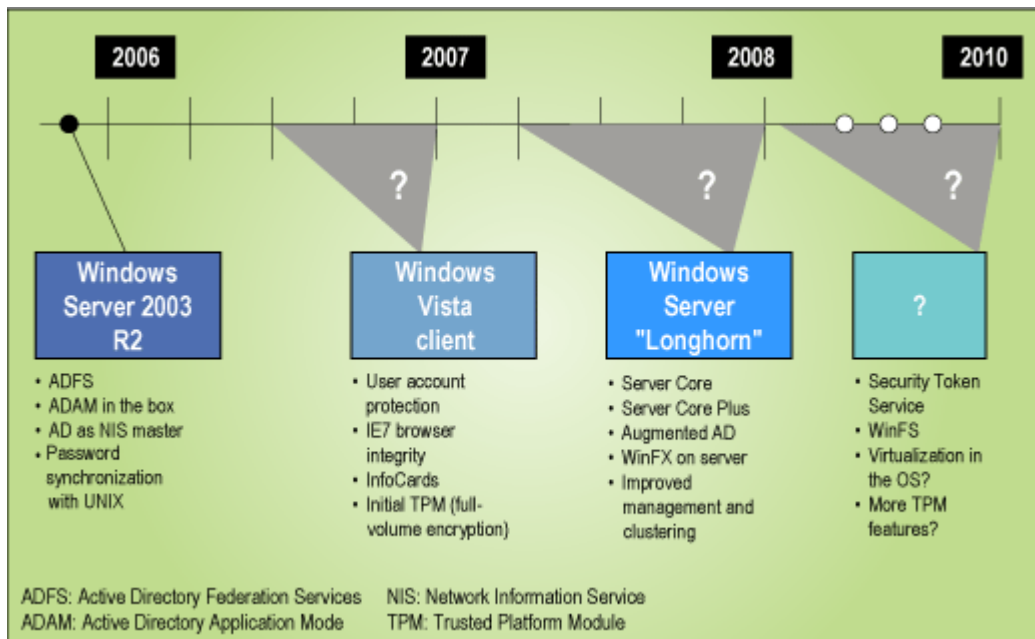 2006
2007
2008
2010
?
?
?
Windows
Server 2003
R2
• ADFS
• ADAM in the box
• AD as NIS master
• Password
synchronization
with UNIX
Windows
Vista
client
• User account
protection
• IE7 browser
integrity
• InfoCards
• Initial TPM (full-
volume encryption)
Windows
Server
"Longhorn"
• Server Core
• Server Core Plus
• Augmented AD
• WinFX on server
• Improved
management and
clustering
?
• Security Token
Service
• WinFS
• Virtualization in
the OS?
• More TPM
features?
ADFS: Active Directory Federation Services
NIS: Network Information Service
ADAM: Active Directory Application Mode
TPM: Trusted Platform Module